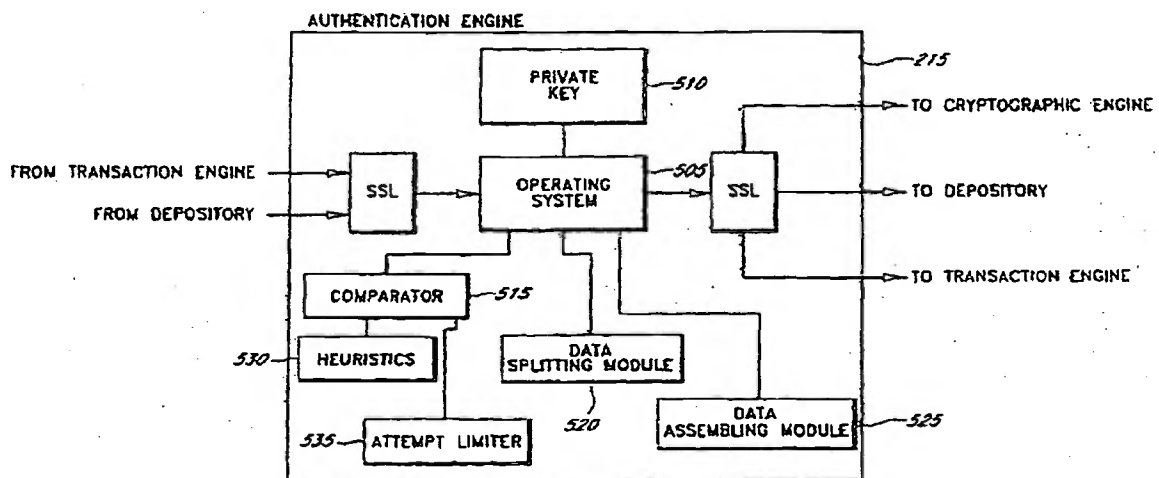 AUTHENTICATION ENGINE
215
PRIVATE
KEY
510
TO CRYPTOGRAPHIC ENGINE
FROM TRANSACTION ENGINE
SSL
OPERATING
SYSTEM
505
SSL
TO DEPOSITORY
FROM DEPOSITORY
TO TRANSACTION ENGINE
COMPARATOR
515
530
HEURISTICS
DATA
SPLITTING MODULE
520
535
ATTEMPT LIMITER
DATA
ASSEMBLING MODULE
525